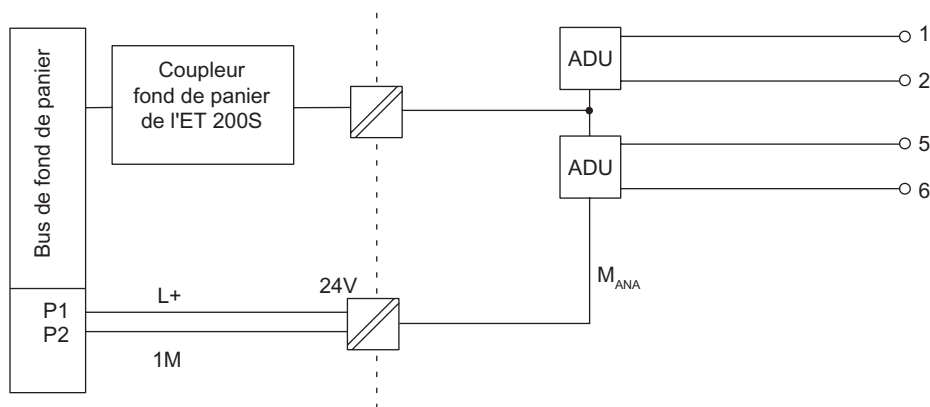 Bus de fond de panier
Coupleur
fond de panier
de l'ET 200S
ADU
1
2
ADU
5
6
M_ANA
24V
L+
P1
P2
1M